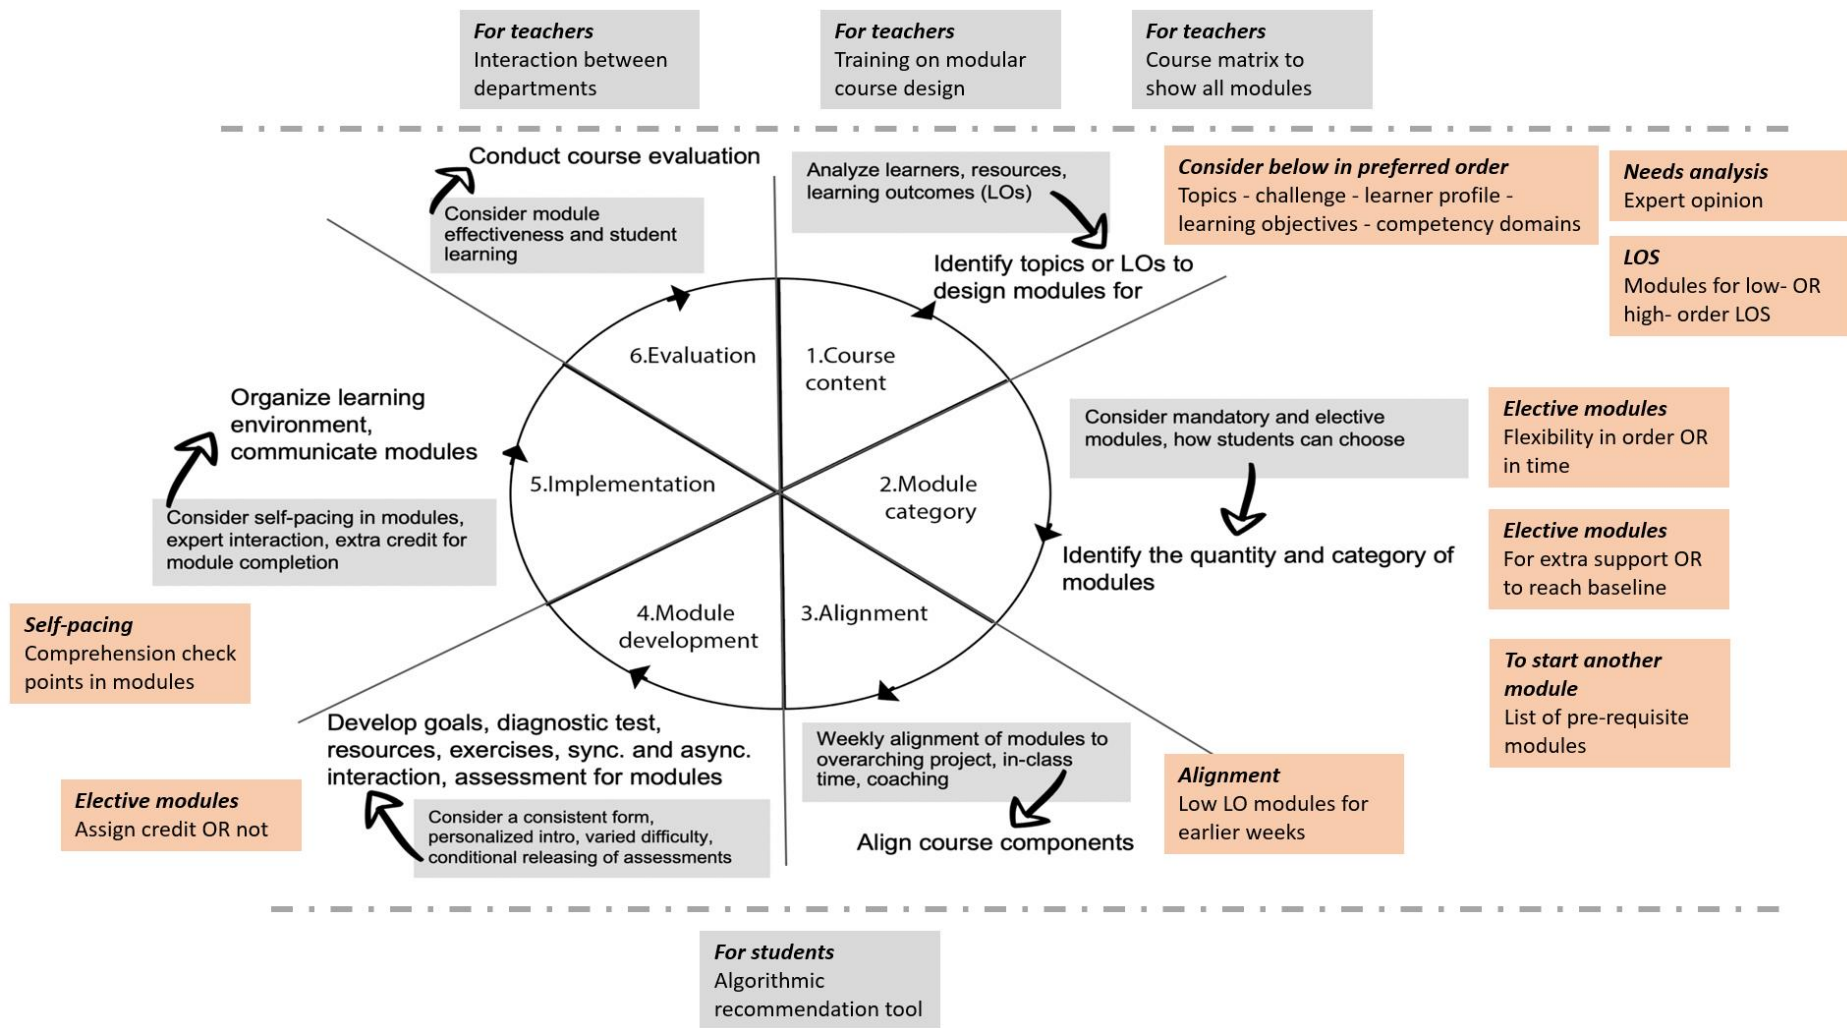 For teachers
Interaction between
departments
For teachers
Training on modular
course design
For teachers
Course matrix to
show all modules
Conduct course evaluation
Consider module
effectiveness and student
learning
Analyze learners, resources,
learning outcomes (LOs)
Identify topics or LOs to
design modules for
Consider below in preferred order
Topics - challenge - learner profile -
learning objectives - competency domains
Needs analysis
Expert opinion
LOS
Modules for low- OR
high- order LOS
6.Evaluation
1.Course
content
2.Module
category
3.Alignment
4.Module
development
5.Implementation
Organize learning
environment,
communicate modules
Consider self-pacing in modules,
expert interaction, extra credit for
module completion
Consider mandatory and elective
modules, how students can choose
Identify the quantity and category of
modules
Elective modules
Flexibility in order OR
in time
Elective modules
For extra support OR
to reach baseline
To start another
module
List of pre-requisite
modules
Self-pacing
Comprehension check
points in modules
Elective modules
Assign credit OR not
Develop goals, diagnostic test,
resources, exercises, sync. and async.
interaction, assessment for modules
Consider a consistent form,
personalized intro, varied difficulty,
conditional releasing of assessments
Weekly alignment of modules to
overarching project, in-class
time, coaching
Align course components
Alignment
Low LO modules for
earlier weeks
For students
Algorithmic
recommendation tool